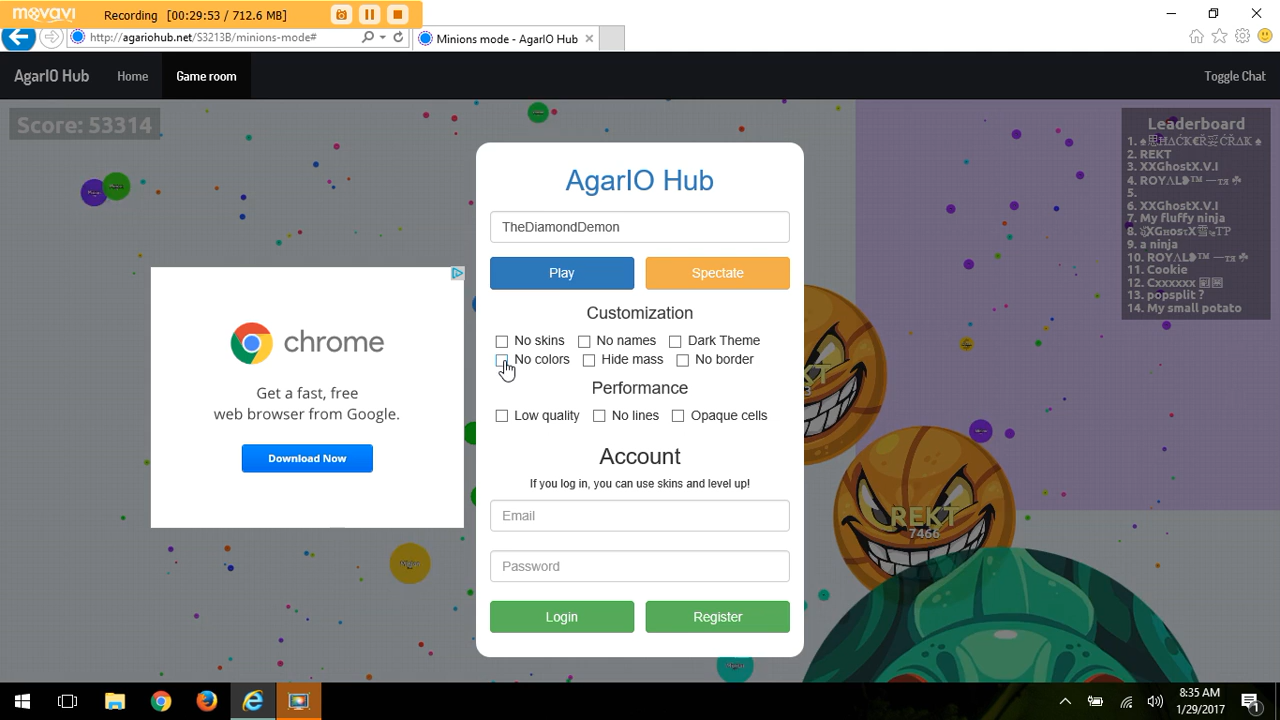 movavi Recording [00:29:53 / 712.6 MB]
http://agariohub.net/S3213B/minions-mode#
Minions mode - AgarIO Hub
AgarIO Hub
Home
Game room
Toggle Chat
Score: 53314
Leaderboard
2. REKT
3. XXGhostX.V.I
5.
6. XXGhostX.V.I
7. My fluffy ninja
9. a ninja
11. Cookie
12. Cxxxxxx
13. popsplit ?
14. My small potato
AgarIO Hub
TheDiamondDemon
Play
Spectate
Customization
No skins No names Dark Theme
No colors Hide mass No border
Performance
Low quality No lines Opaque cells
Account
If you log in, you can use skins and level up!
Email
Password
Login
Register
chrome
Get a fast, free
web browser from Google.
Download Now
REKT
7466
8:35 AM
1/29/2017